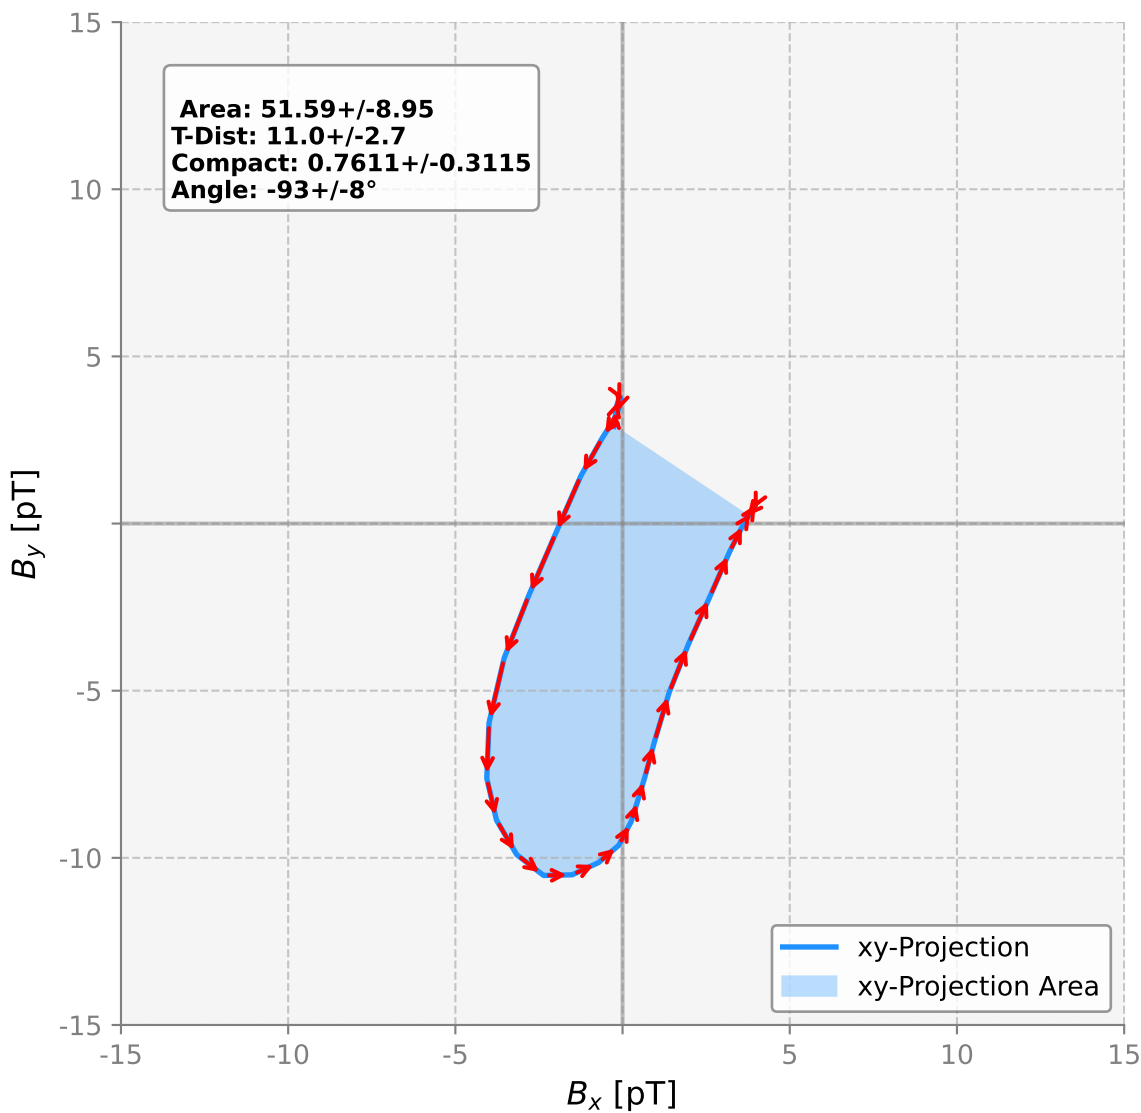 15
10
5
-5
-10
-15
-15
-10
-5
5
10
15
Area: 51.59+/-8.95
T-Dist: 11.0+/-2.7
Compact: 0.7611+/-0.3115
Angle: -93+/-8°
B_y [pT]
B_x [pT]
xy-Projection
xy-Projection Area